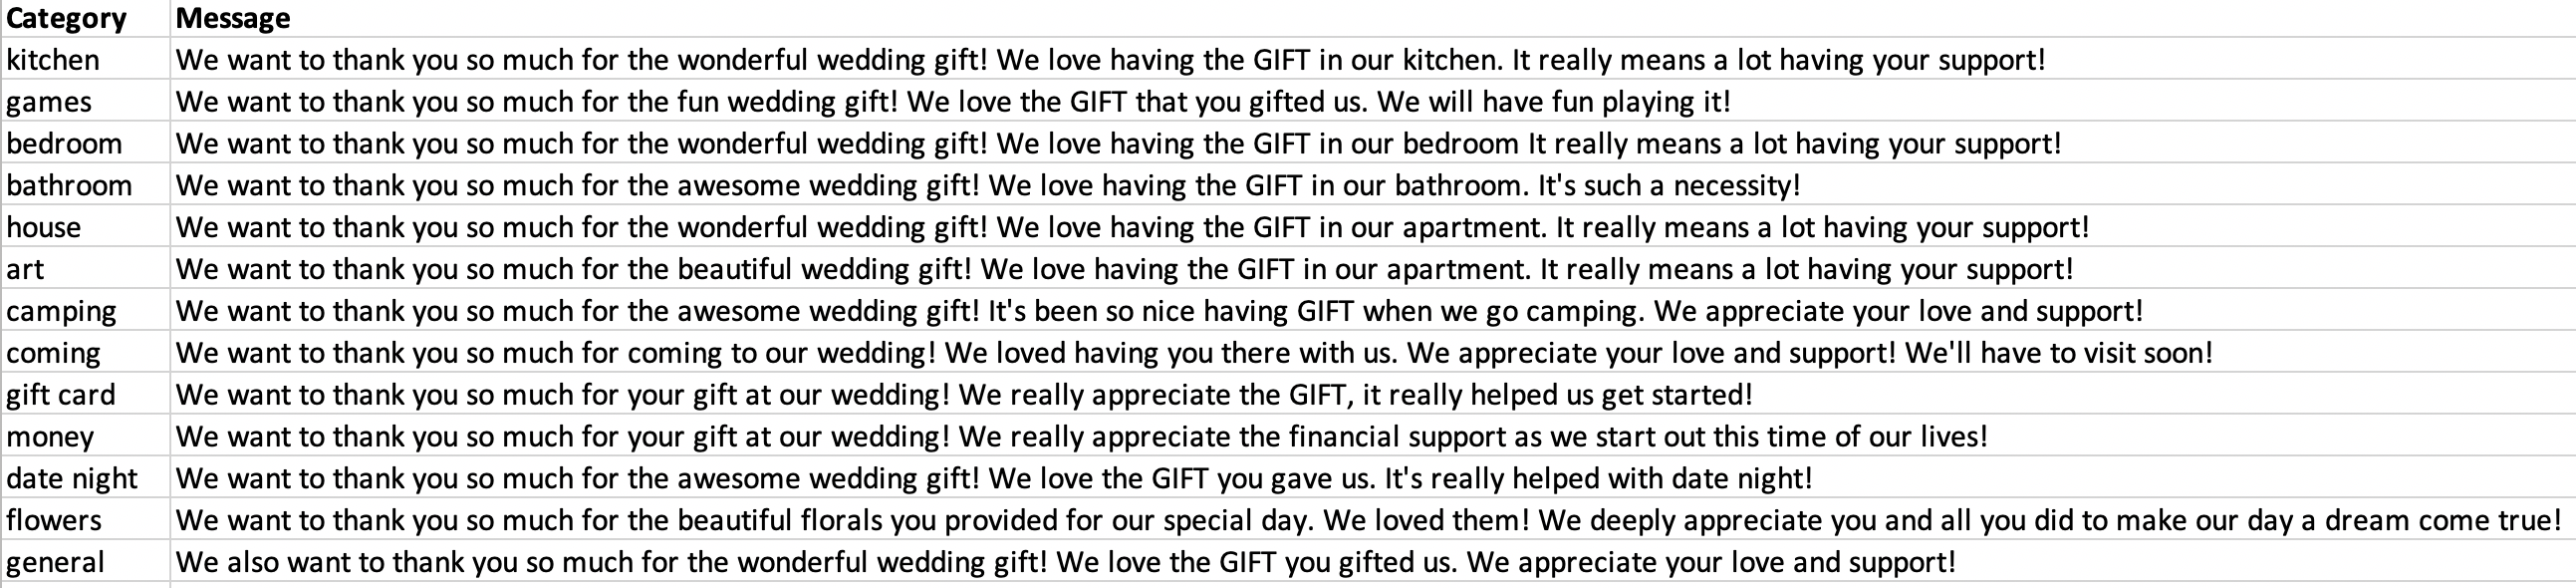 Category Message
kitchen We want to thank you so much for the wonderful wedding gift! We love having the GIFT in our kitchen. It really means a lot having your support!
games We want to thank you so much for the fun wedding gift! We love the GIFT that you gifted us. We will have fun playing it!
bedroom We want to thank you so much for the wonderful wedding gift! We love having the GIFT in our bedroom It really means a lot having your support!
bathroom We want to thank you so much for the awesome wedding gift! We love having the GIFT in our bathroom. It's such a necessity!
house We want to thank you so much for the wonderful wedding gift! We love having the GIFT in our apartment. It really means a lot having your support!
art We want to thank you so much for the beautiful wedding gift! We love having the GIFT in our apartment. It really means a lot having your support!
camping We want to thank you so much for the awesome wedding gift! It's been so nice having GIFT when we go camping. We appreciate your love and support!
coming We want to thank you so much for coming to our wedding! We loved having you there with us. We appreciate your love and support! We'll have to visit soon!
gift card We want to thank you so much for your gift at our wedding! We really appreciate the GIFT, it really helped us get started!
money We want to thank you so much for your gift at our wedding! We really appreciate the financial support as we start out this time of our lives!
date night We want to thank you so much for the awesome wedding gift! We love the GIFT you gave us. It's really helped with date night!
flowers We want to thank you so much for the beautiful florals you provided for our special day. We loved them! We deeply appreciate you and all you did to make our day a dream come true!
general We also want to thank you so much for the wonderful wedding gift! We love the GIFT you gifted us. We appreciate your love and support!